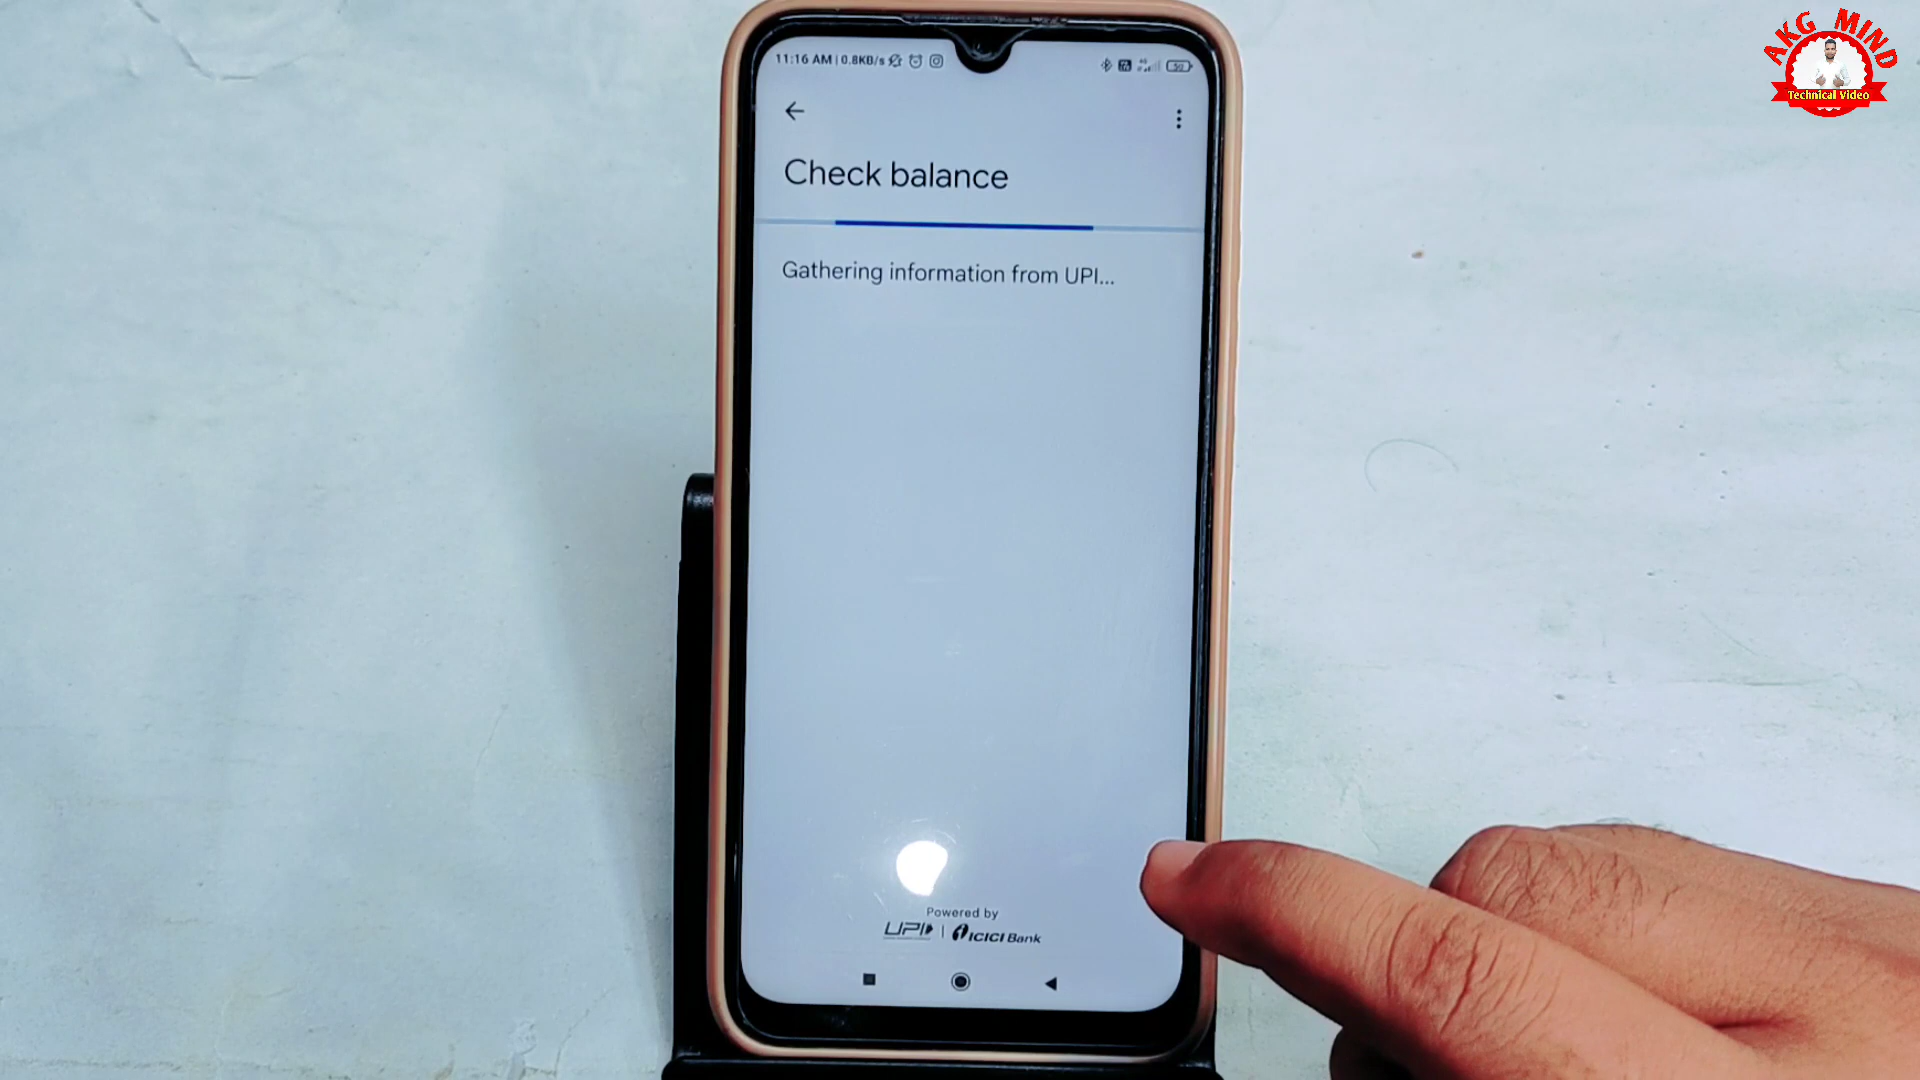 AKG MIND
Technical Video
11:16 AM | 0.8KB/s
50
Check balance
Gathering information from UPI...
Powered by
UPI | ICICI Bank